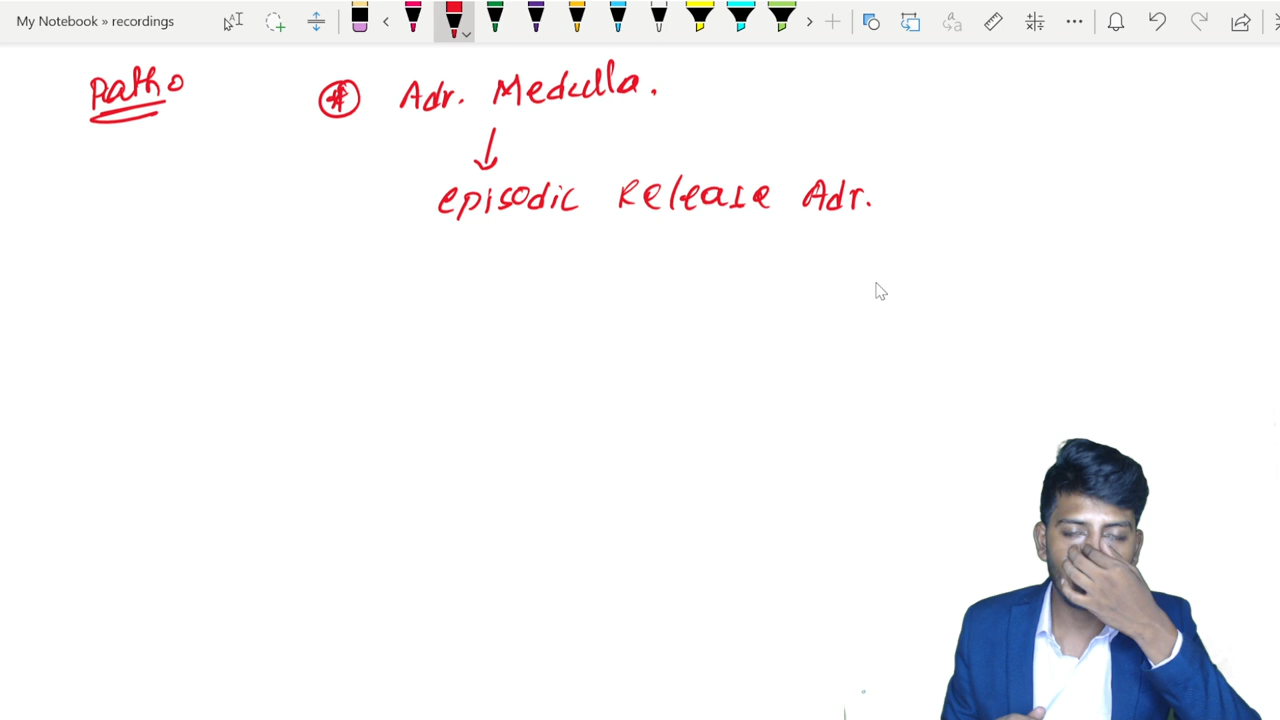 My Notebook » recordings
Patho
# Adr. Medulla.
↓
episodic Release Adr.